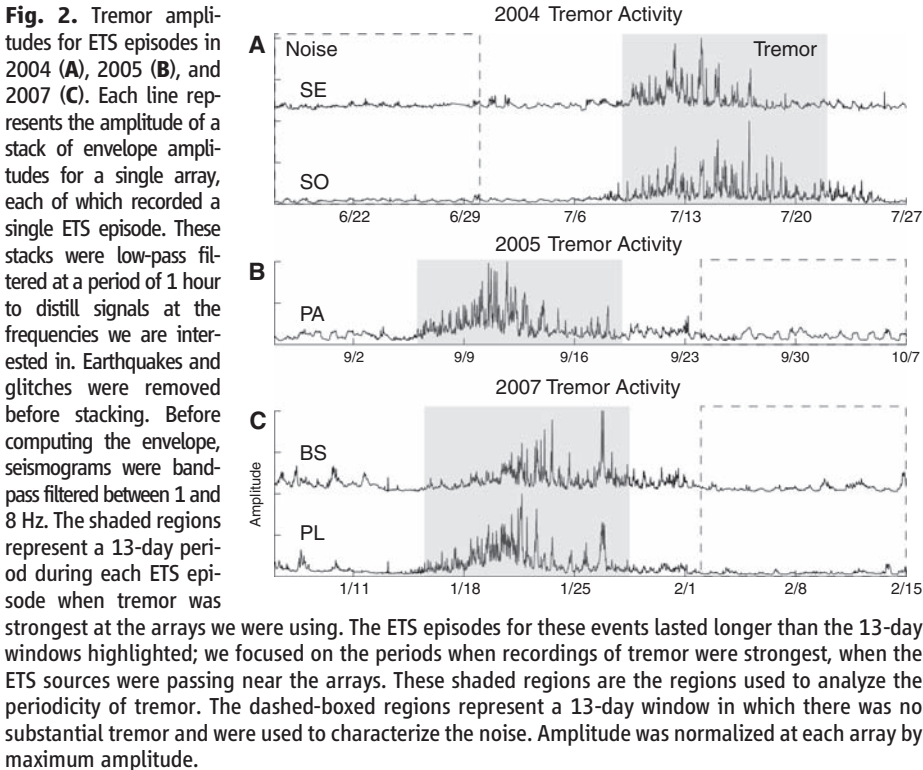 Fig. 2. Tremor ampli-
tudes for ETS episodes in
2004 (A), 2005 (B), and
2007 (C). Each line rep-
resents the amplitude of a
stack of envelope ampli-
tudes for a single array,
each of which recorded a
single ETS episode. These
stacks were low-pass fil-
tered at a period of 1 hour
to distill signals at the
frequencies we are inter-
ested in. Earthquakes and
glitches were removed
before stacking. Before
computing the envelope,
seismograms were band-
pass filtered between 1 and
8 Hz. The shaded regions
represent a 13-day peri-
od during each ETS epi-
sode when tremor was
strongest at the arrays we were using. The ETS episodes for these events lasted longer than the 13-day
windows highlighted; we focused on the periods when recordings of tremor were strongest, when the
ETS sources were passing near the arrays. These shaded regions are the regions used to analyze the
periodicity of tremor. The dashed-boxed regions represent a 13-day window in which there was no
substantial tremor and were used to characterize the noise. Amplitude was normalized at each array by
maximum amplitude.
2004 Tremor Activity
A
Noise
Tremor
SE
SO
6/22 6/29 7/6 7/13 7/20 7/27
2005 Tremor Activity
B
PA
9/2 9/9 9/16 9/23 9/30 10/7
2007 Tremor Activity
C
BS
Amplitude
PL
1/11 1/18 1/25 2/1 2/8 2/15